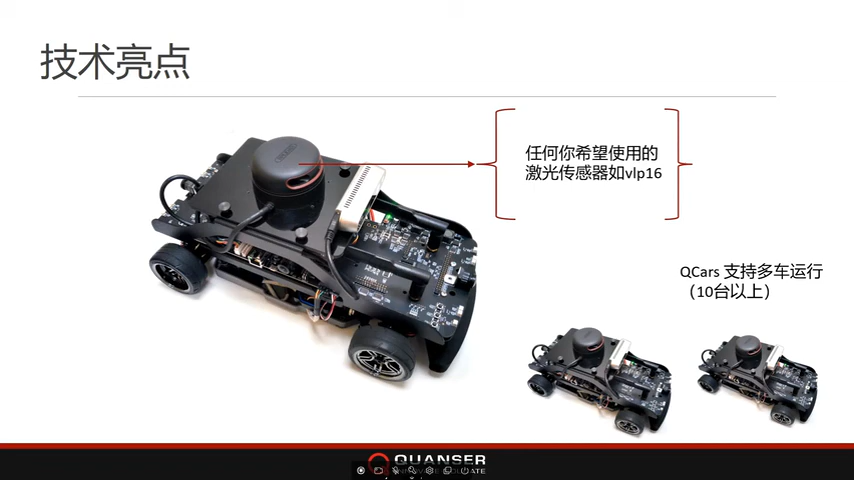 技术亮点
任何你希望使用的
激光传感器如vlp16
QCars 支持多车运行
（10台以上）
QUANSER